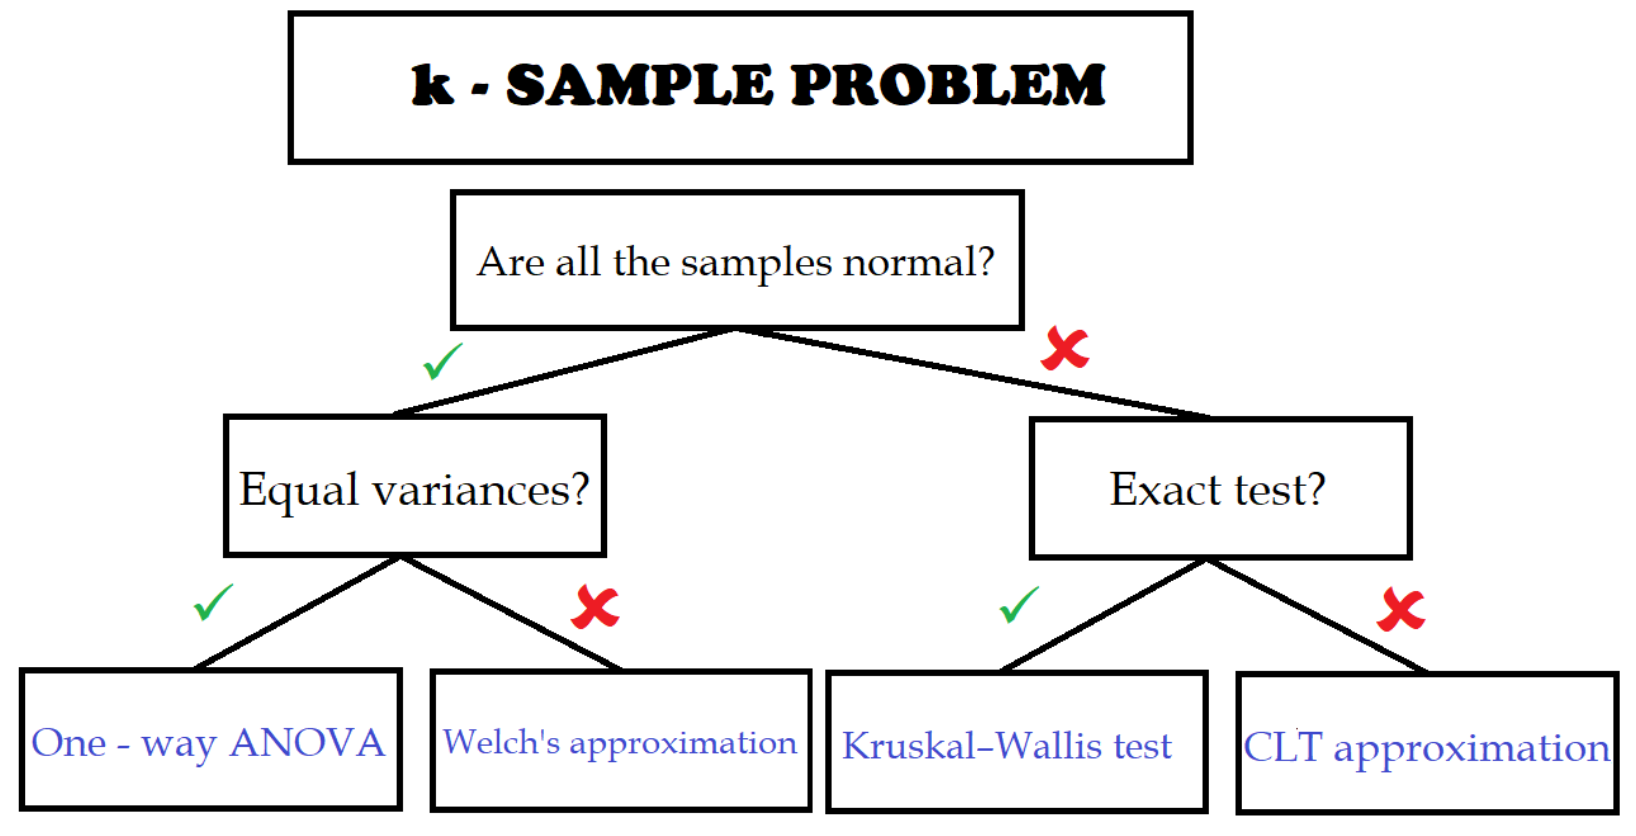 k - SAMPLE PROBLEM
Are all the samples normal?
Equal variances?
Exact test?
One - way ANOVA
Welch's approximation
Kruskal–Wallis test
CLT approximation